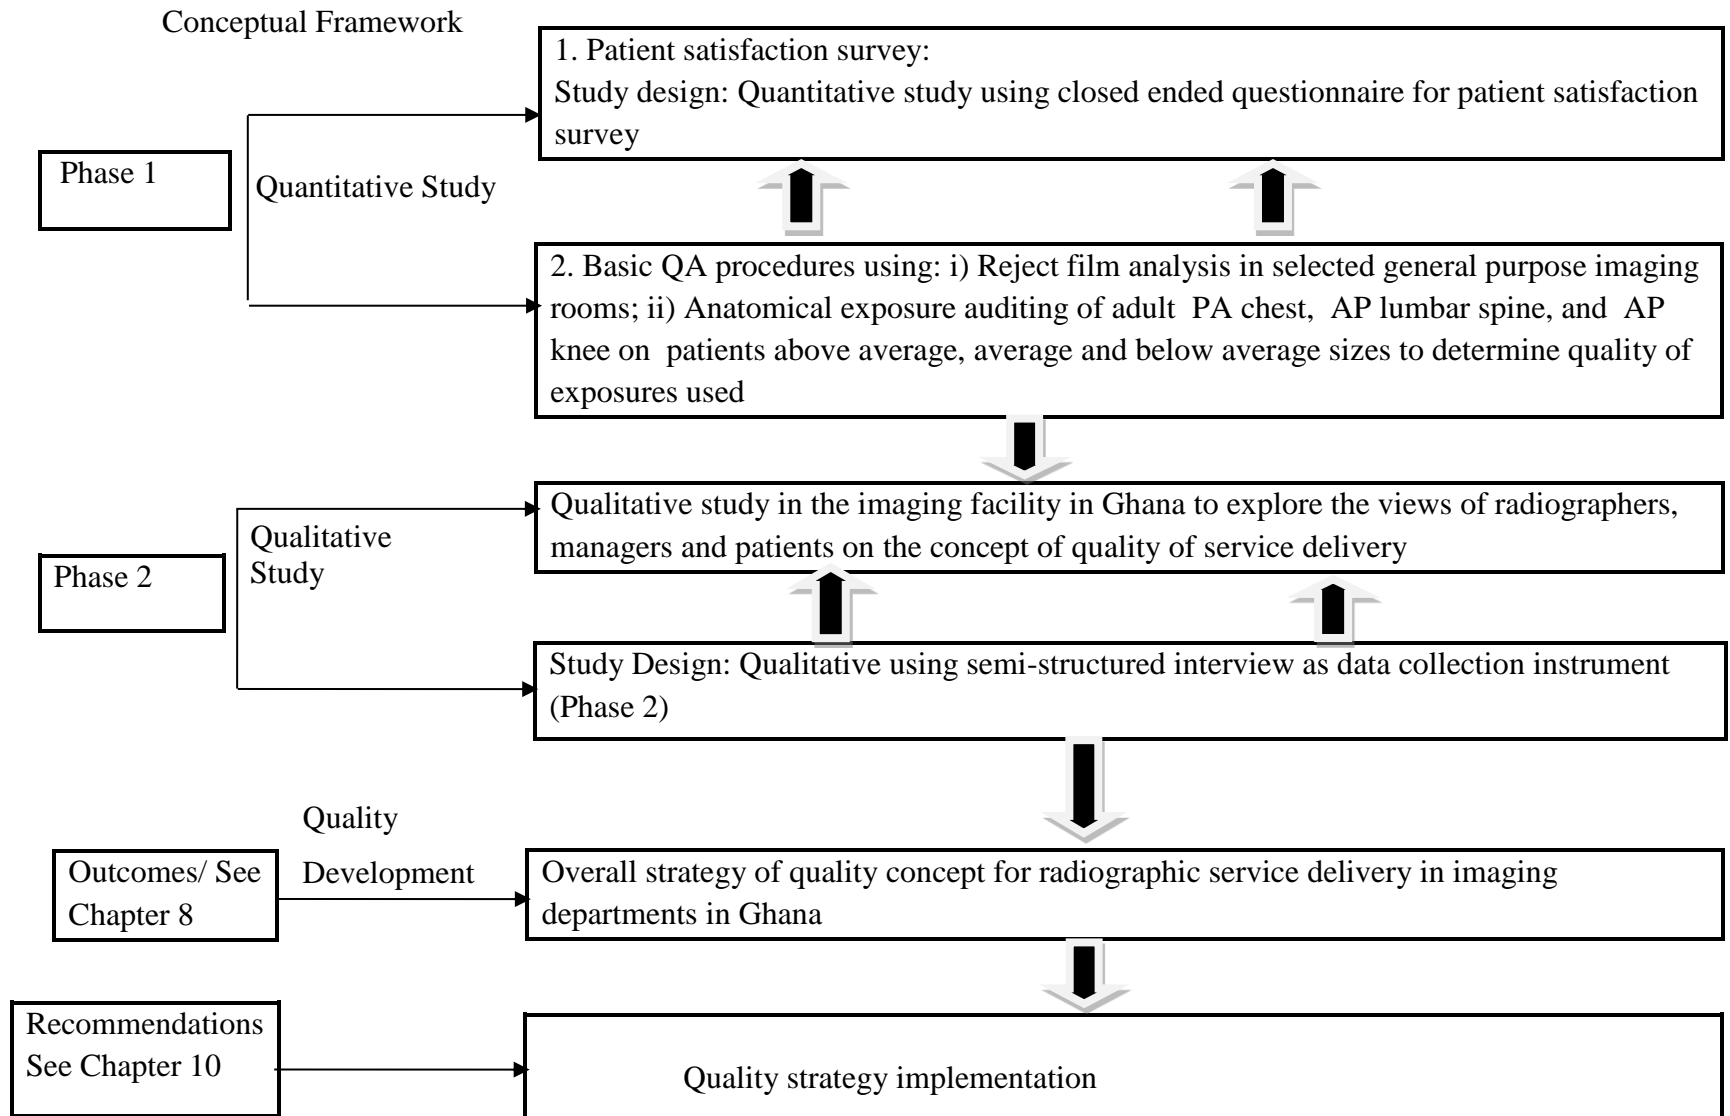 Conceptual Framework
1. Patient satisfaction survey:
Study design: Quantitative study using closed ended questionnaire for patient satisfaction
survey
Phase 1
Quantitative Study
2. Basic QA procedures using: i) Reject film analysis in selected general purpose imaging
rooms; ii) Anatomical exposure auditing of adult PA chest, AP lumbar spine, and AP
knee on patients above average, average and below average sizes to determine quality of
exposures used
Phase 2
Qualitative
Study
Qualitative study in the imaging facility in Ghana to explore the views of radiographers,
managers and patients on the concept of quality of service delivery
Study Design: Qualitative using semi-structured interview as data collection instrument
(Phase 2)
Outcomes/ See
Chapter 8
Quality
Development
Overall strategy of quality concept for radiographic service delivery in imaging
departments in Ghana
Recommendations
See Chapter 10
Quality strategy implementation